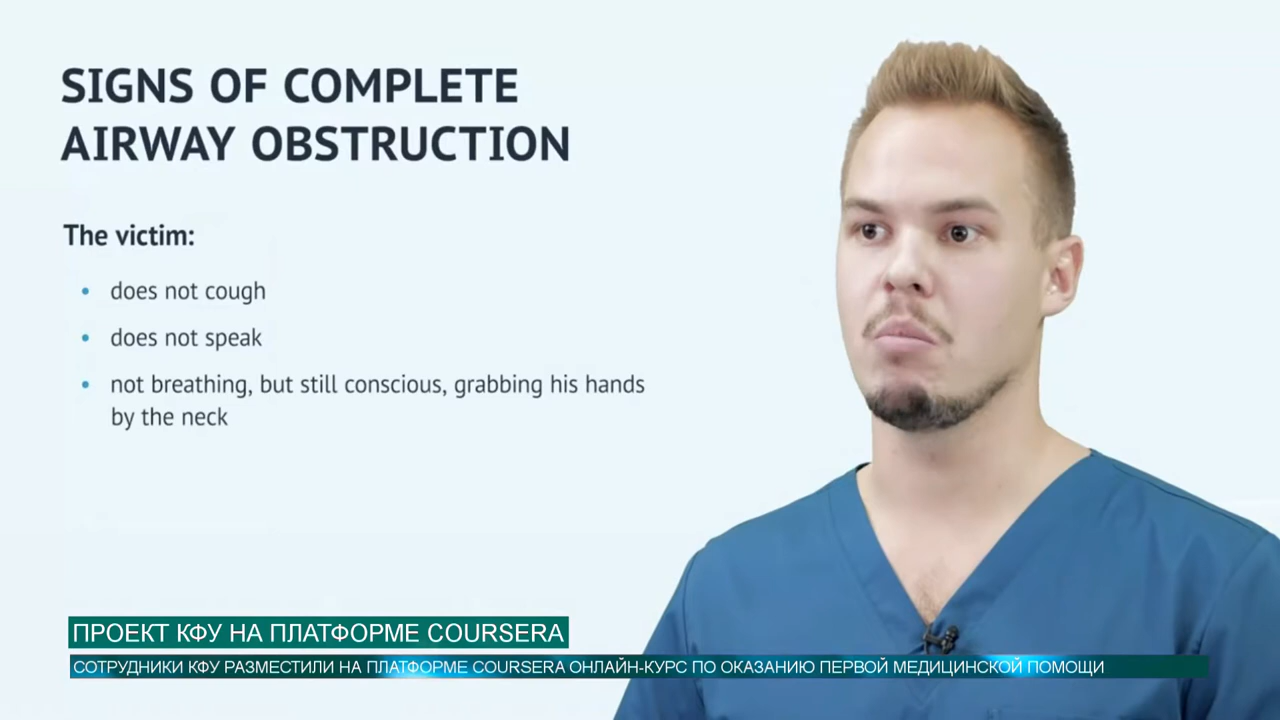 SIGNS OF COMPLETE
AIRWAY OBSTRUCTION
The victim:
• does not cough
• does not speak
• not breathing, but still conscious, grabbing his hands
by the neck
ПРОЕКТ КФУ НА ПЛАТФОРМЕ COURSERA
СОТРУДНИКИ КФУ РАЗМЕСТИЛИ НА ПЛАТФОРМЕ COURSERA ОНЛАЙН-КУРС ПО ОКАЗАНИЮ ПЕРВОЙ МЕДИЦИНСКОЙ ПОМОЩИ